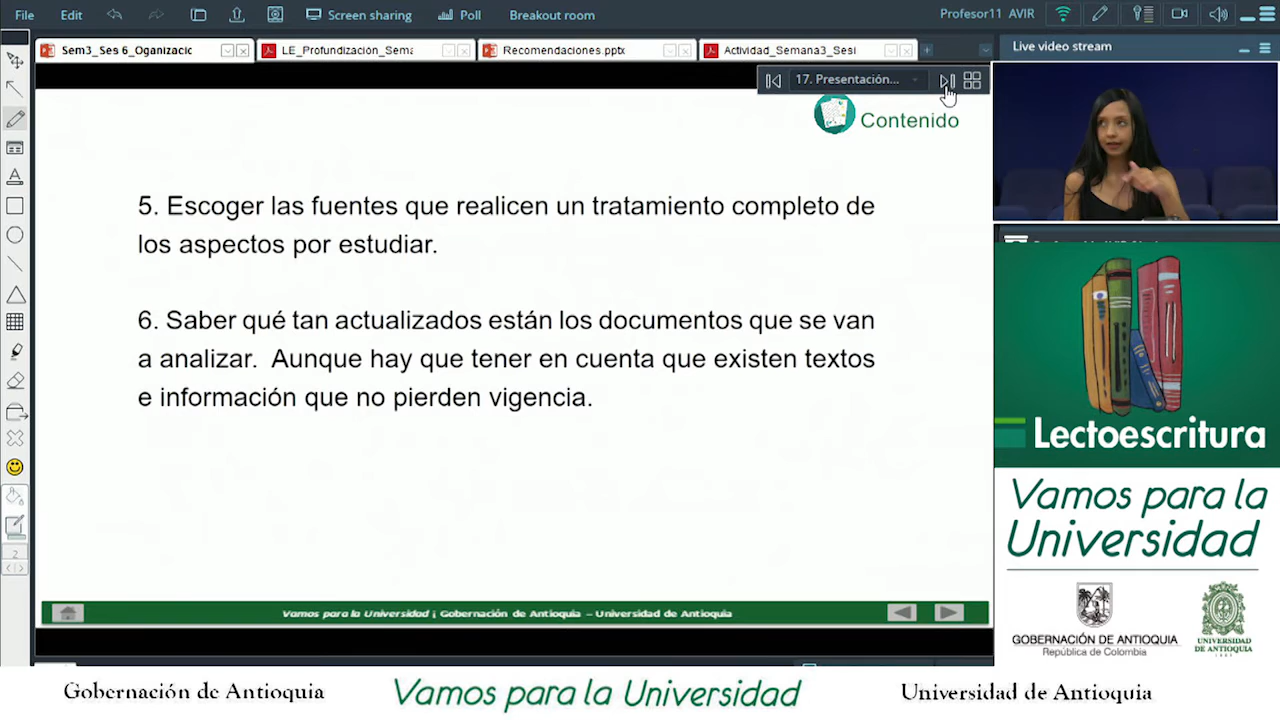 File Edit Screen sharing Poll Breakout room Profesor11 AVIR
Sem3_Ses 6_Oganizacic LE_Profundización_Sema Recomendaciones.pptx Actividad_Semana3_Sesi
Live video stream
17. Presentación...
Contenido
5. Escoger las fuentes que realicen un tratamiento completo de
los aspectos por estudiar.
6. Saber qué tan actualizados están los documentos que se van
a analizar. Aunque hay que tener en cuenta que existen textos
e información que no pierden vigencia.
2
Vamos para la Universidad ¡ Gobernación de Antioquia – Universidad de Antioquia
Lectoescritura
Vamos para la
Universidad
GOBERNACIÓN DE ANTIOQUIA
República de Colombia
UNIVERSIDAD
DE ANTIOQUIA
1803
Gobernación de Antioquia Vamos para la Universidad Universidad de Antioquia